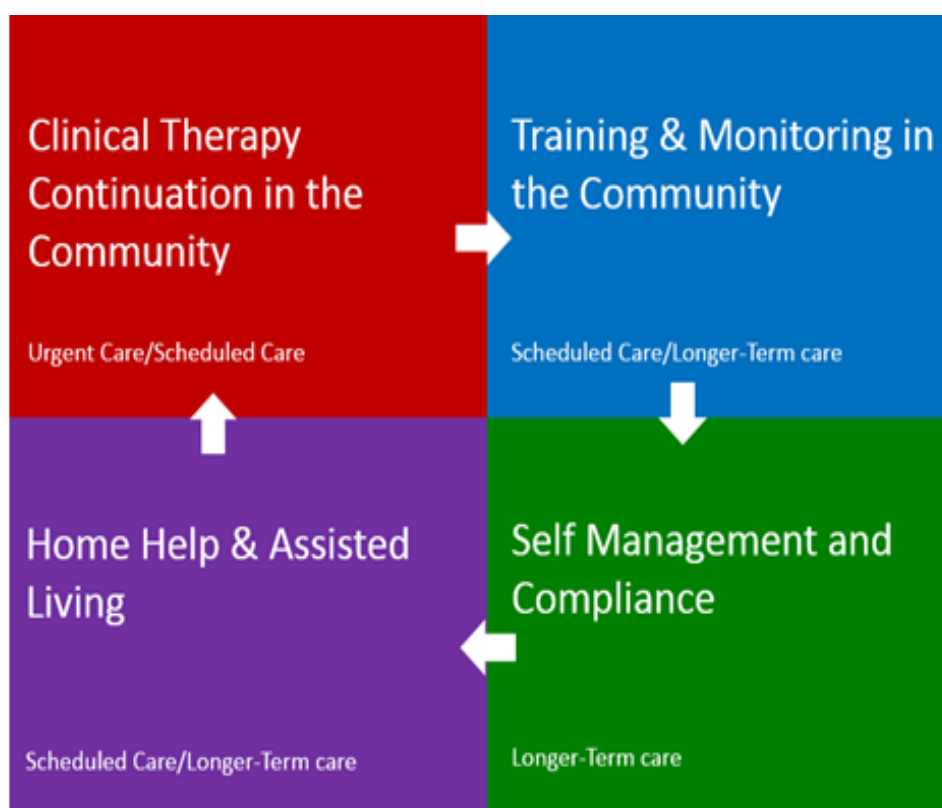 Clinical Therapy
Continuation in the
Community
Urgent Care/Scheduled Care
Training & Monitoring in
the Community
Scheduled Care/Longer-Term care
Home Help & Assisted
Living
Scheduled Care/Longer-Term care
Self Management and
Compliance
Longer-Term care